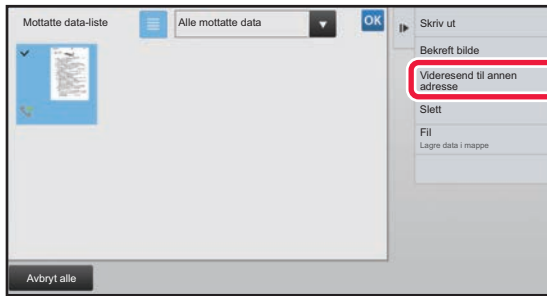 Mottatte data-liste
Alle mottatte data
OK
Skriv ut
Bekreft bilde
Videresend til annen
adresse
Slett
Fil
Lagre data i mappe
Avbryt alle